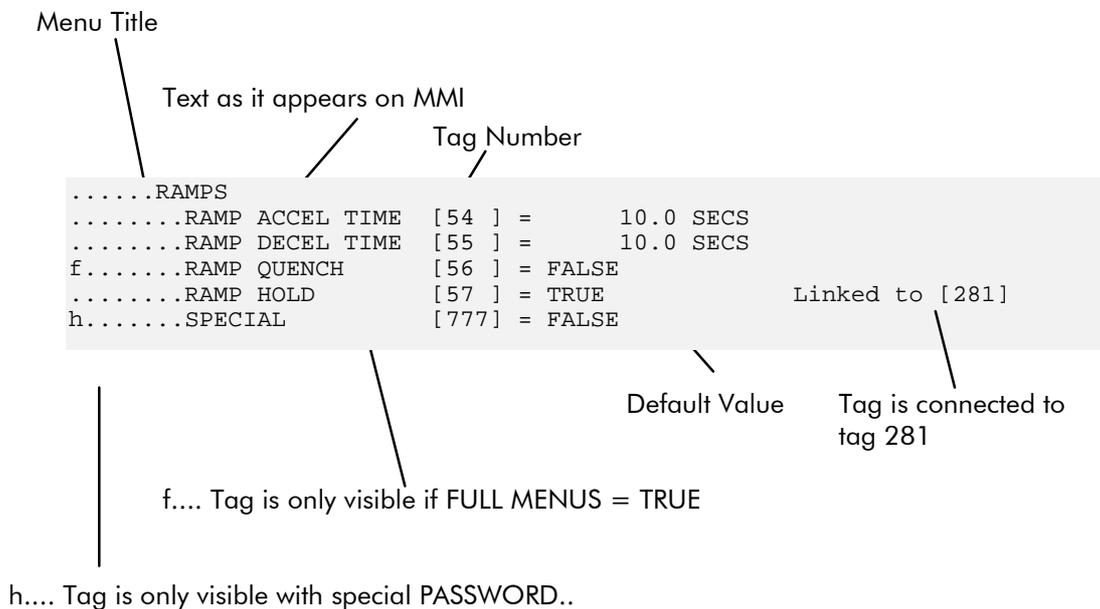 Menu Title
Text as it appears on MMI
Tag Number
......RAMPS
........RAMP ACCEL TIME  [54 ] =      10.0 SECS
........RAMP DECEL TIME  [55 ] =      10.0 SECS
f.......RAMP QUENCH      [56 ] = FALSE
........RAMP HOLD        [57 ] = TRUE             Linked to [281]
h.......SPECIAL          [777] = FALSE
Default Value
Tag is connected to
tag 281
f.... Tag is only visible if FULL MENUS = TRUE
h.... Tag is only visible with special PASSWORD..